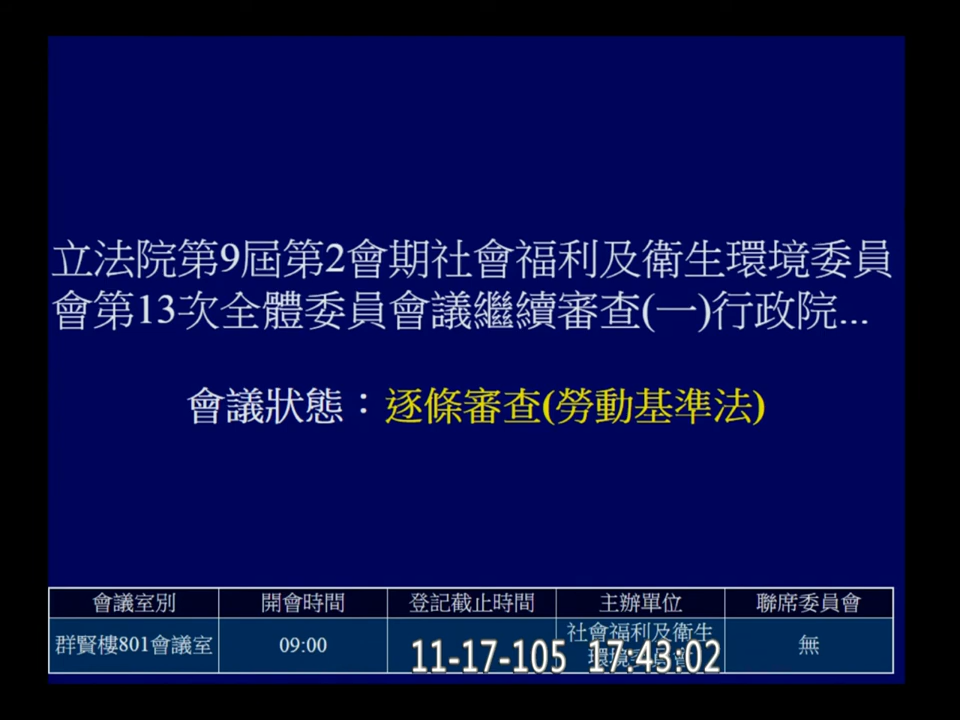 立法院第9屆第2會期社會福利及衛生環境委員
會第13次全體委員會議繼續審查(一)行政院...
會議狀態：逐條審查(勞動基準法)
會議室別 開會時間 登記截止時間 主辦單位 聯席委員會
群賢樓801會議室 09:00 社會福利及衛生 無
環境委員會
11-17-105 17:43:02